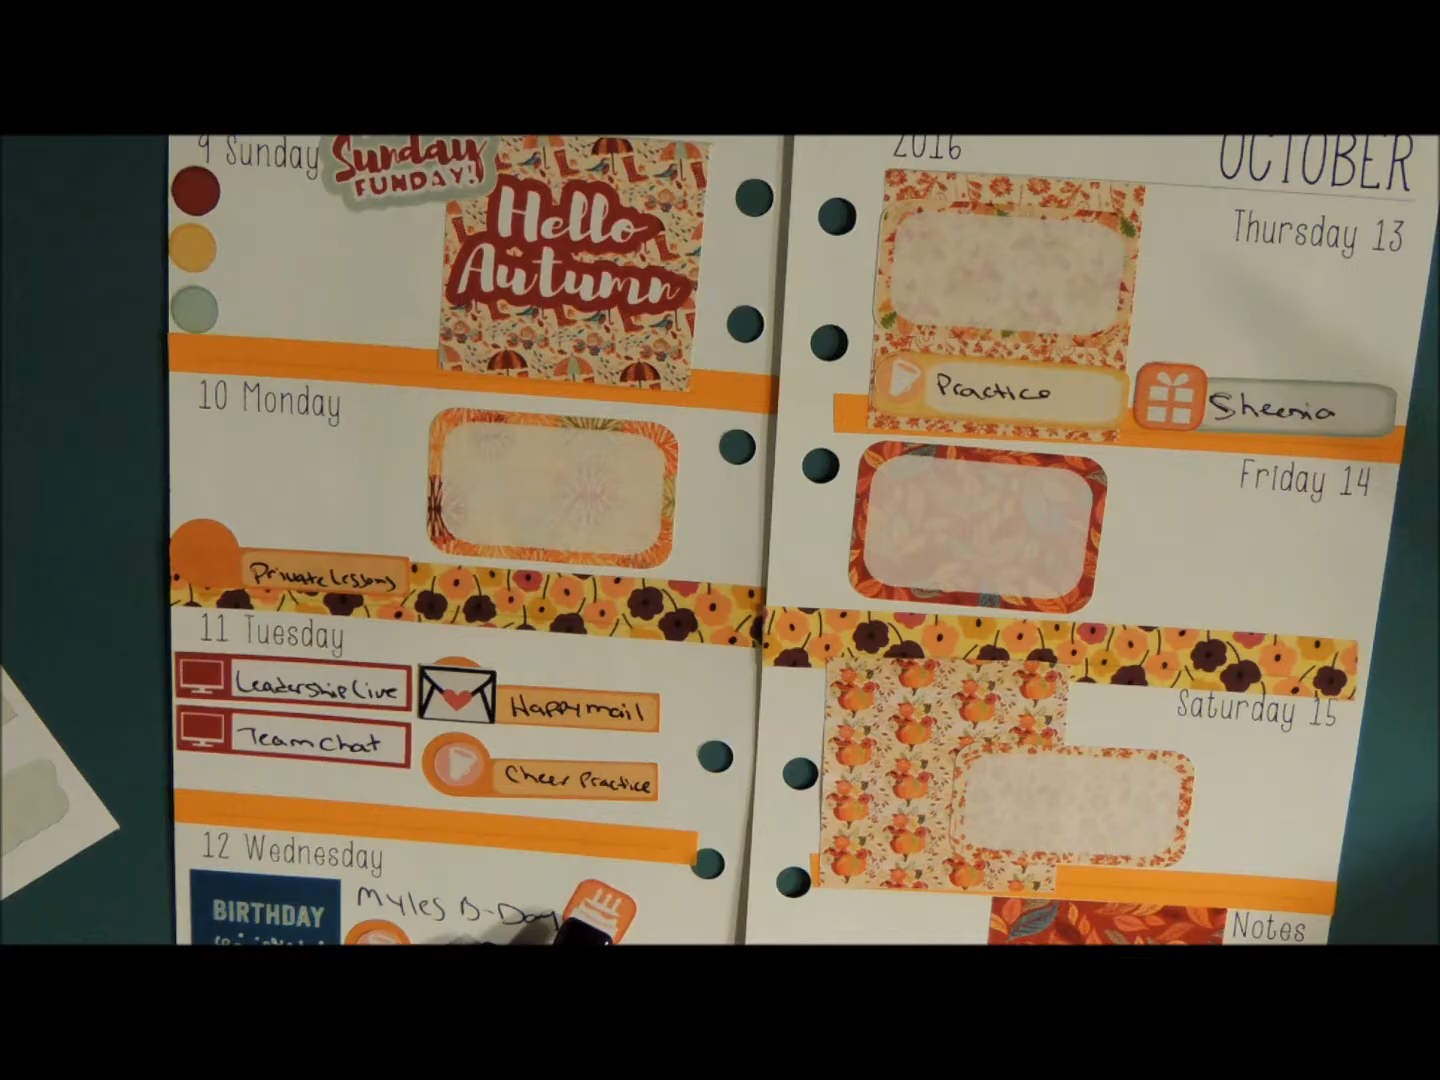 9 Sunday
Sunday
FUNDAY!
Hello
Autumn
10 Monday
Private Lessons
11 Tuesday
Leadership Live
Team Chat
Happy mail
Cheer Practice
12 Wednesday
BIRTHDAY
Myles B-Day
2016
OCTOBER
Thursday 13
Practice
Friday 14
Saturday 15
Notes